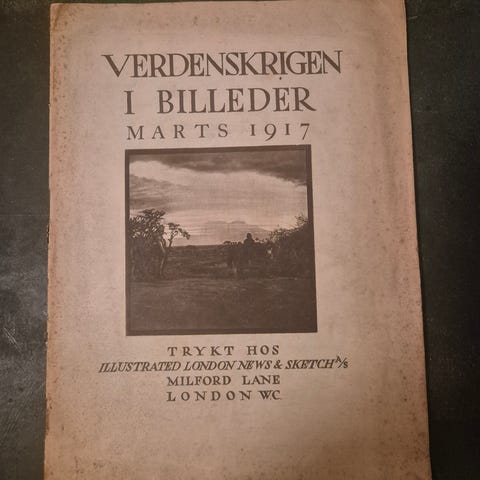 VERDENSKRIGEN
I BILLEDER
MARTS 1917
TRYKT HOS
ILLUSTRATED LONDON NEWS & SKETCH A/S
MILFORD LANE
LONDON WC.